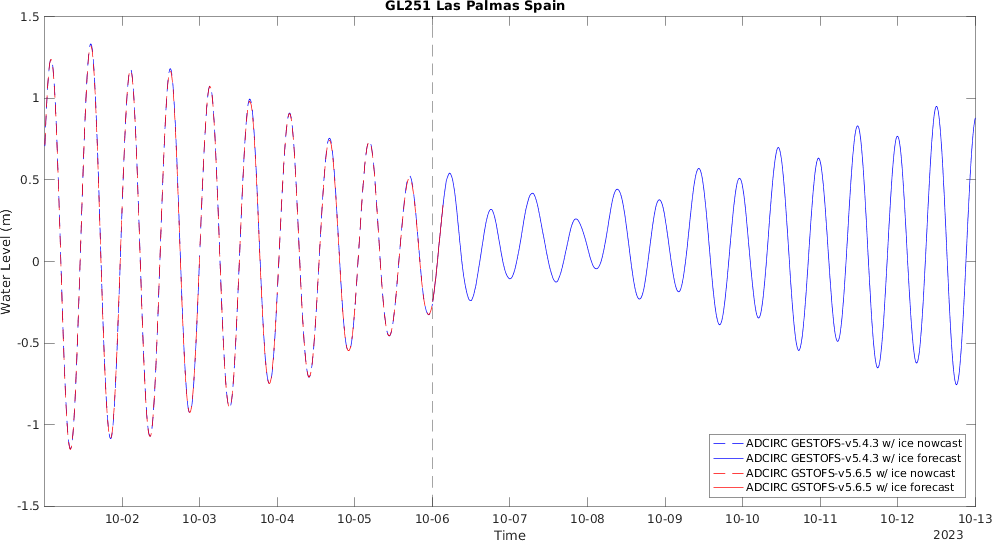 GL251 Las Palmas Spain
1.5
1
0.5
0
-0.5
-1
-1.5
Water Level (m)
10-02 10-03 10-04 10-05 10-06 10-07 10-08 10-09 10-10 10-11 10-12 10-13
Time
2023
ADCIRC GESTOFS-v5.4.3 w/ ice nowcast
ADCIRC GESTOFS-v5.4.3 w/ ice forecast
ADCIRC GSTOFS-v5.6.5 w/ ice nowcast
ADCIRC GSTOFS-v5.6.5 w/ ice forecast